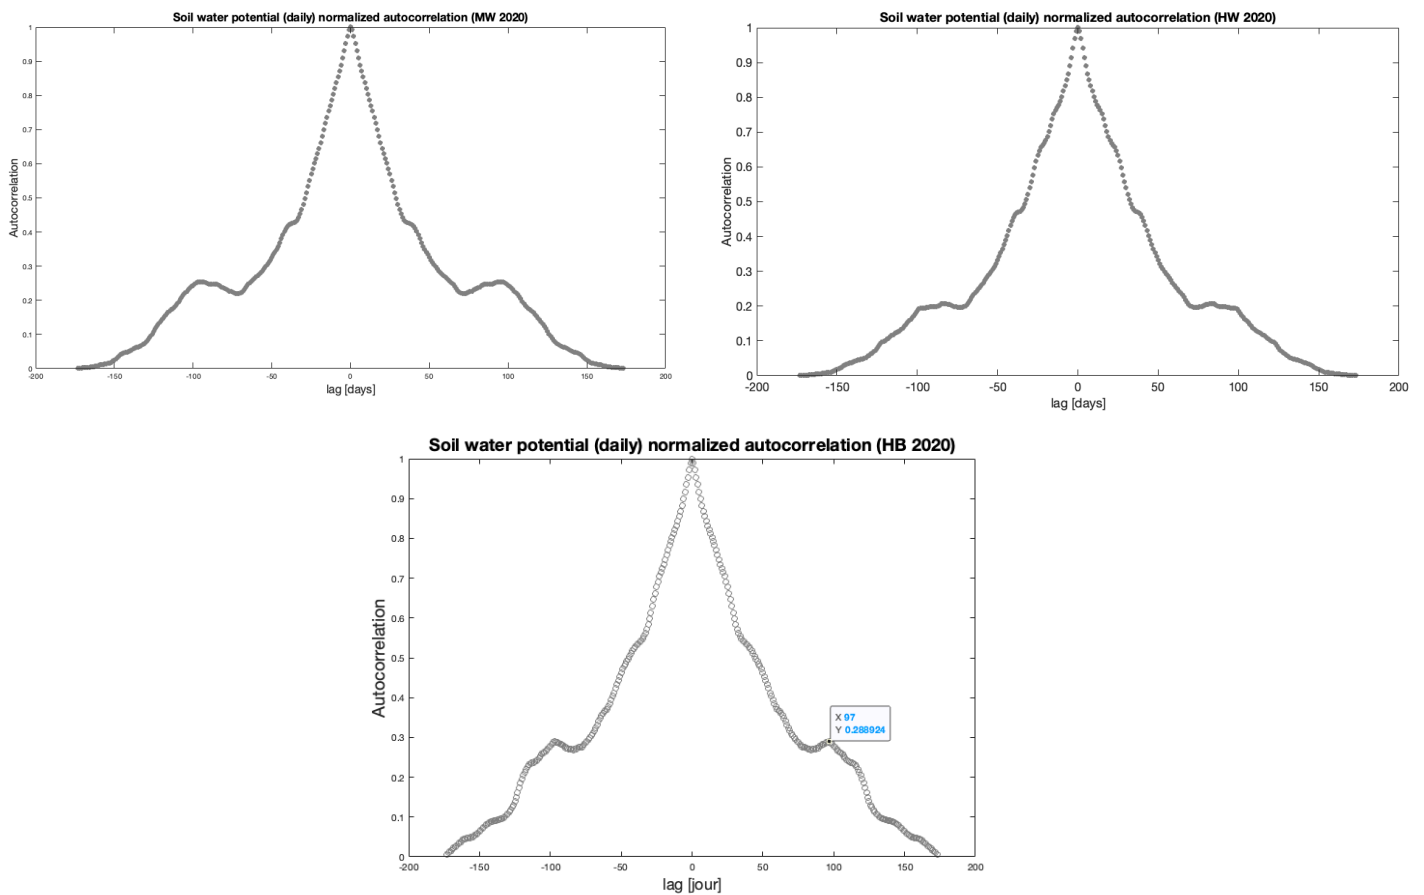 Soil water potential (daily) normalized autocorrelation (MW 2020)
1
0.9
0.8
0.7
0.6
0.5
0.4
0.3
0.2
0.1
0
Autocorrelation
-200 -150 -100 -50 0 50 100 150 200
lag [days]
Soil water potential (daily) normalized autocorrelation (HW 2020)
1
0.9
0.8
0.7
0.6
0.5
0.4
0.3
0.2
0.1
0
Autocorrelation
-200 -150 -100 -50 0 50 100 150 200
lag [days]
Soil water potential (daily) normalized autocorrelation (HB 2020)
1
0.9
0.8
0.7
0.6
0.5
0.4
0.3
0.2
0.1
0
Autocorrelation
X 97
Y 0.288924
-200 -150 -100 -50 0 50 100 150 200
lag [jour]